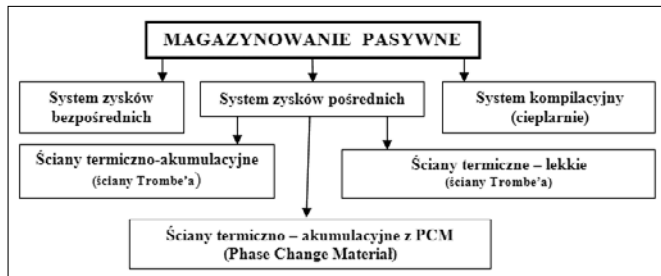 MAGAZYNOWANIE PASYWNE
System zysków
bezpośrednich
System zysków pośrednich
System kompilacyjny
(cieplarnie)
Ściany termiczno-akumulacyjne
(ściany Trombe’a)
Ściany termiczne – lekkie
(ściany Trombe’a)
Ściany termiczno – akumulacyjne z PCM
(Phase Change Material)